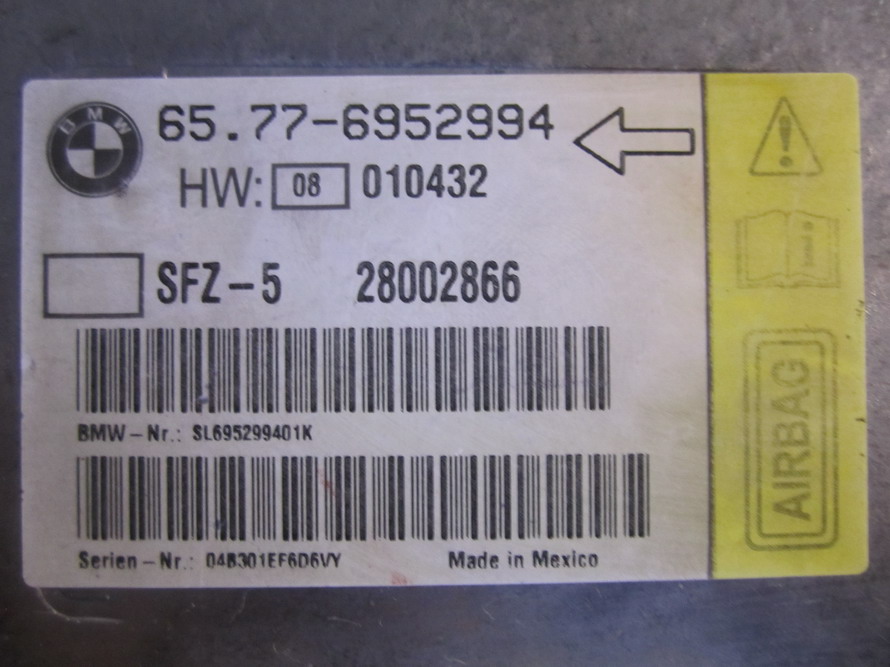 BMW
65.77-6952994
HW: 08 010432
SFZ-5 28002866
BMW-Nr.: SL695299401K
Serien-Nr.: 04B301EF6D6VY Made in Mexico
AIRBAG